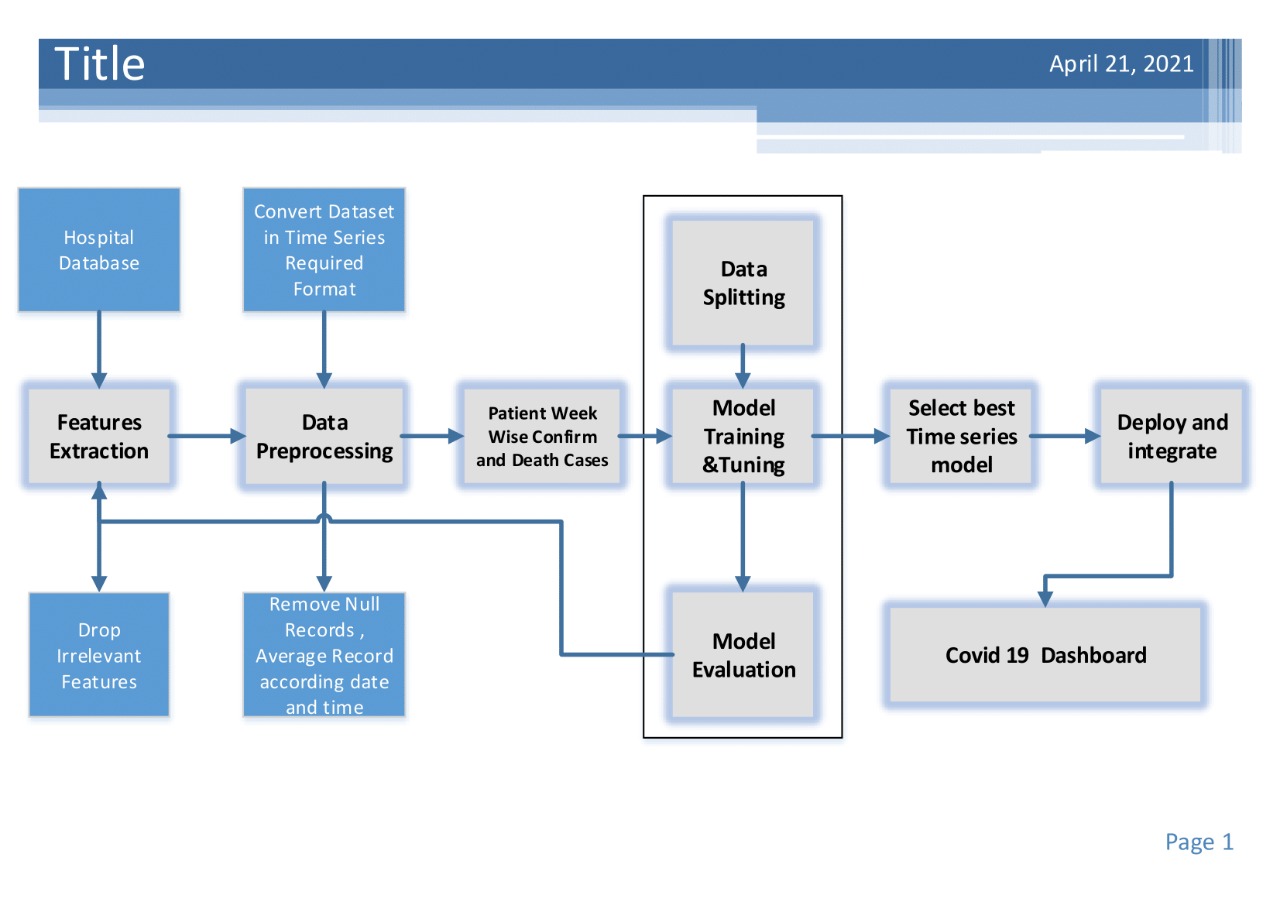 Title
April 21, 2021
Hospital
Database
Convert Dataset
in Time Series
Required
Format
Data
Splitting
Features
Extraction
Data
Preprocessing
Patient Week
Wise Confirm
and Death Cases
Model
Training
&Tuning
Select best
Time series
model
Deploy and
integrate
Drop
Irrelevant
Features
Remove Null
Records ,
Average Record
according date
and time
Model
Evaluation
Covid 19 Dashboard
Page 1